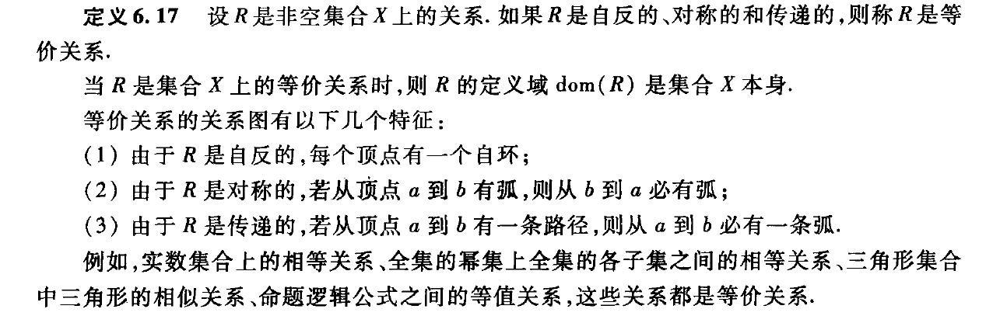 定义6.17 设R是非空集合X上的关系.如果R是自反的、对称的和传递的,则称R是等
价关系.
当 R 是集合 X 上的等价关系时,则 R 的定义域 dom(R) 是集合 X 本身.
等价关系的关系图有以下几个特征:
(1) 由于 R 是自反的,每个顶点有一个自环;
(2) 由于 R 是对称的,若从顶点 a 到 b 有弧,则从 b 到 a 必有弧;
(3) 由于 R 是传递的,若从顶点 a 到 b 有一条路径,则从 a 到 b 必有一条弧.
例如,实数集合上的相等关系、全集的幂集上全集的各子集之间的相等关系、三角形集合
中三角形的相似关系、命题逻辑公式之间的等值关系,这些关系都是等价关系.